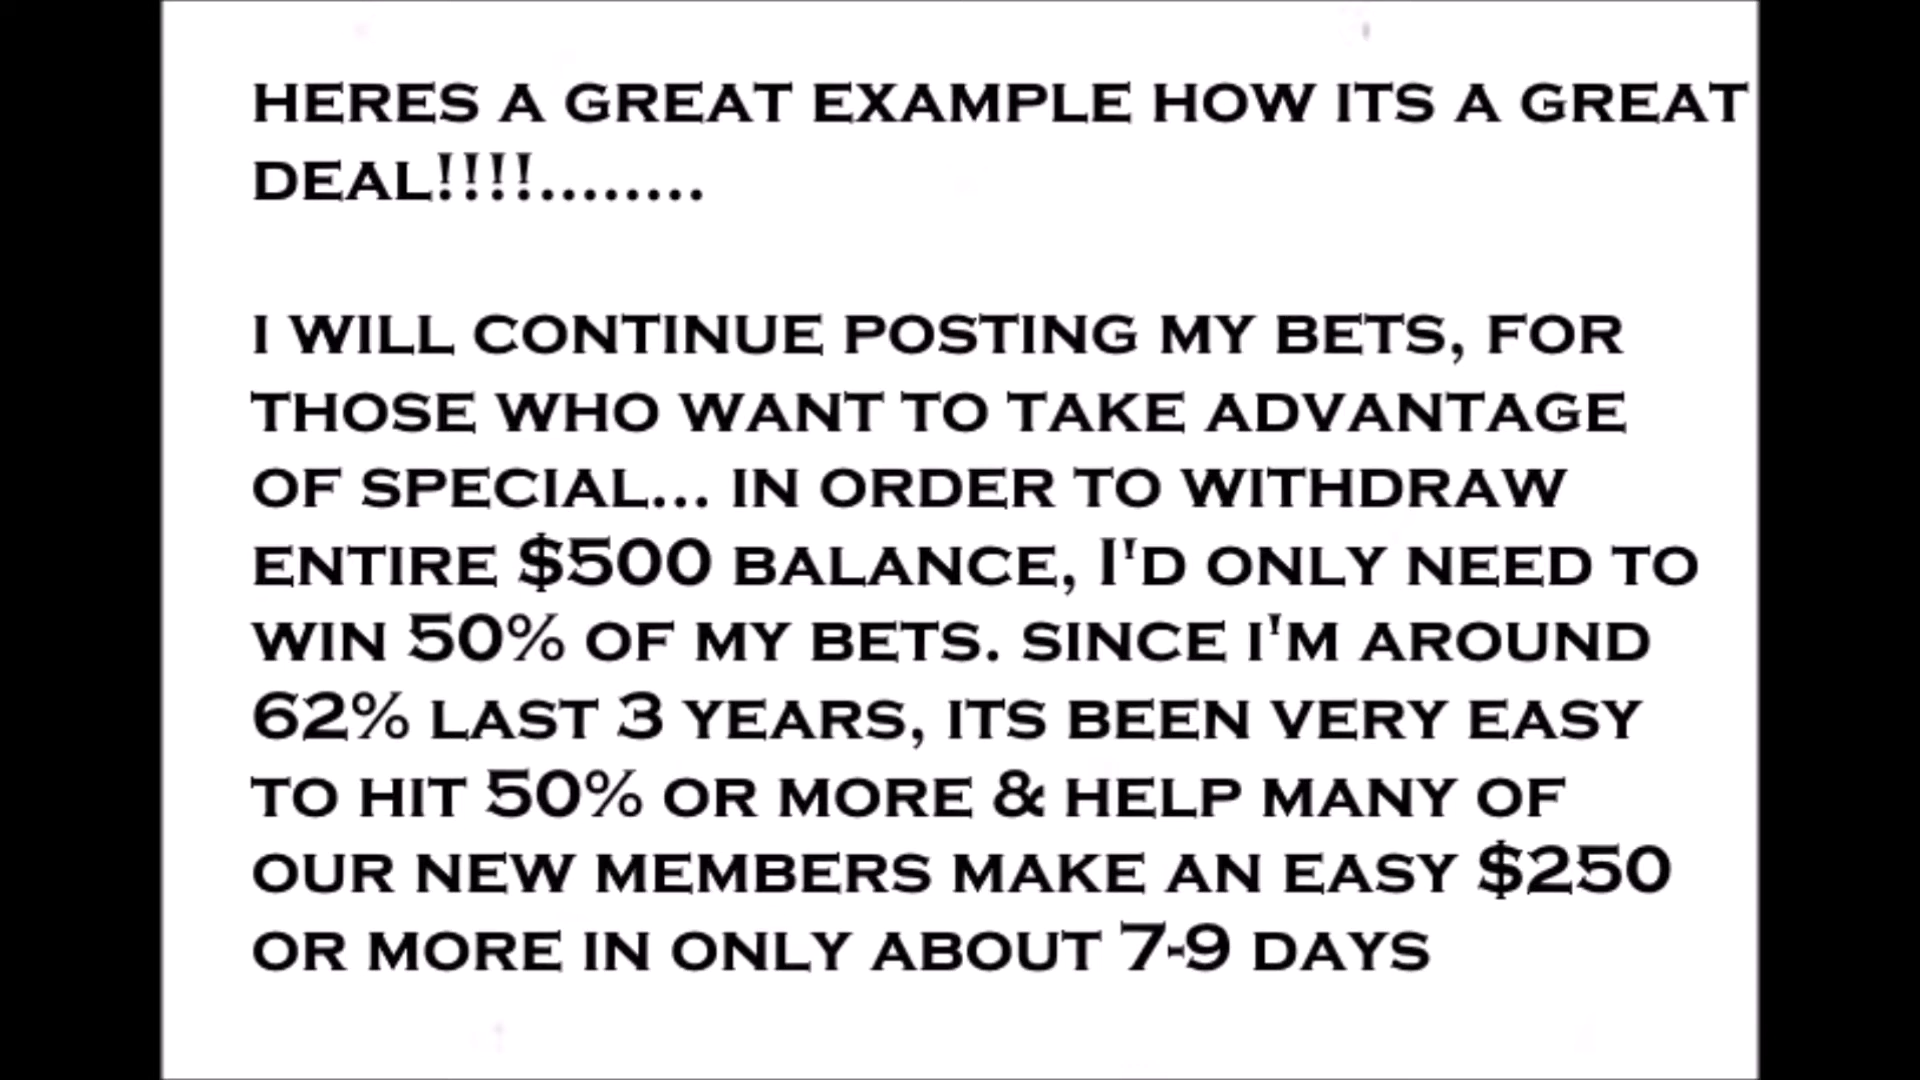 HERES A GREAT EXAMPLE HOW ITS A GREAT
DEAL!!!!........
I WILL CONTINUE POSTING MY BETS, FOR
THOSE WHO WANT TO TAKE ADVANTAGE
OF SPECIAL... IN ORDER TO WITHDRAW
ENTIRE $500 BALANCE, I'D ONLY NEED TO
WIN 50% OF MY BETS. SINCE I'M AROUND
62% LAST 3 YEARS, ITS BEEN VERY EASY
TO HIT 50% OR MORE & HELP MANY OF
OUR NEW MEMBERS MAKE AN EASY $250
OR MORE IN ONLY ABOUT 7-9 DAYS